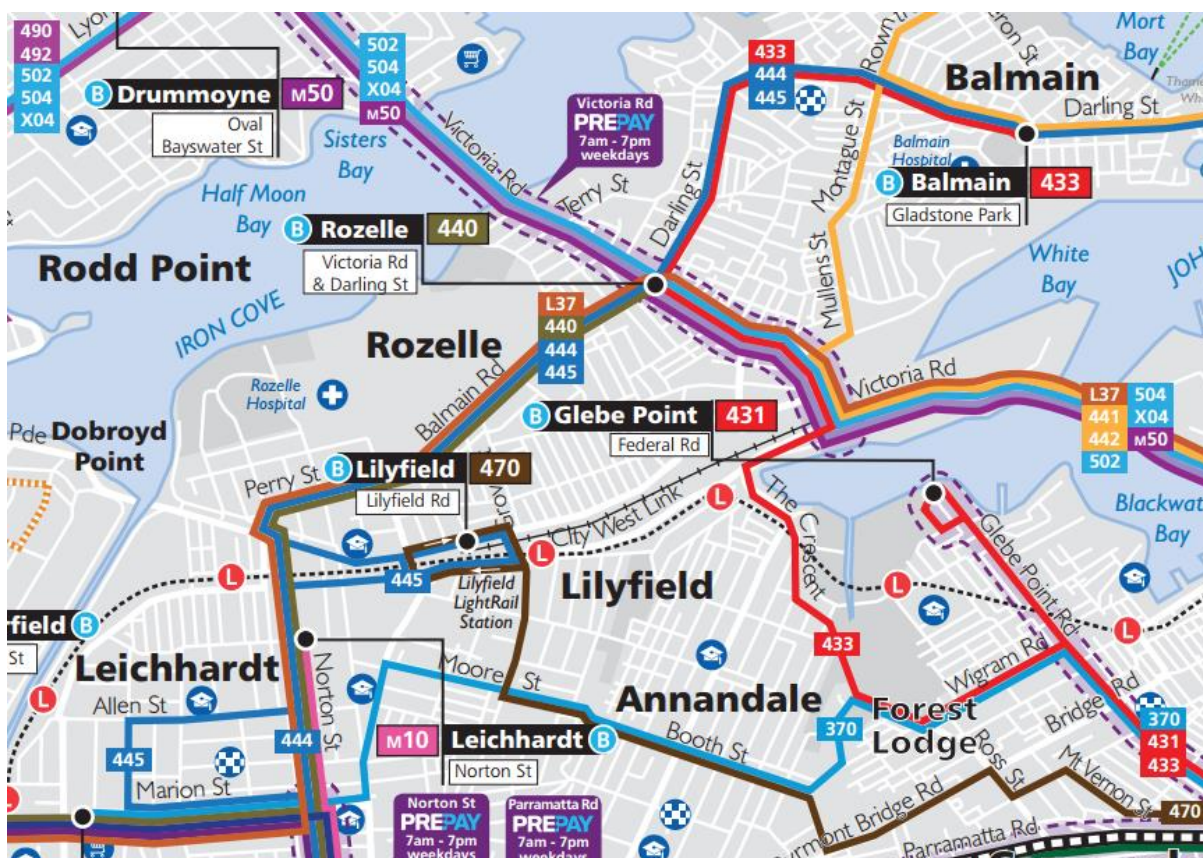 490
492
502
504
X04
Lyon
B Drummoyne M50
Oval
Bayswater St
502
504
X04
M50
Sisters
Bay
Half Moon
Bay
Victoria Rd
Victoria Rd
PREPAY
7am - 7pm
weekdays
Terry St
433
444
445
Darling St
Mort
Bay
Balmain
Darling St
Montague St
Balmain
Hospital
B Balmain 433
Gladstone Park
Mullens St
White
Bay
Rodd Point
IRON COVE
B Rozelle 440
Victoria Rd
& Darling St
Rozelle
L37
440
444
445
Rozelle
Hospital
Balmain Rd
Victoria Rd
L37 504
441 X04
442 M50
502
Blackwat
Bay
B Glebe Point 431
Federal Rd
Pde
Dobroyd
Point
Perry St
B Lilyfield 470
Lilyfield Rd
City West Link
L
L
L
L
L
L
445
Lilyfield
LightRail
Station
Lilyfield
The Crescent
Glebe Point Rd
rfield B
St
Leichhardt
Allen St
445
Marion St
444
Norton St
Moore St
M10 Leichhardt B
Norton St
Annandale
Booth St
433
370
Forest
Lodge
Wigram Rd
Bridge Rd
Ross St
Mt Vernon St
370
431
433
470
Parramatta Rd
yrmont Bridge Rd
Norton St
PREPAY
7am - 7pm
weekdays
Parramatta Rd
PREPAY
7am - 7pm
weekdays